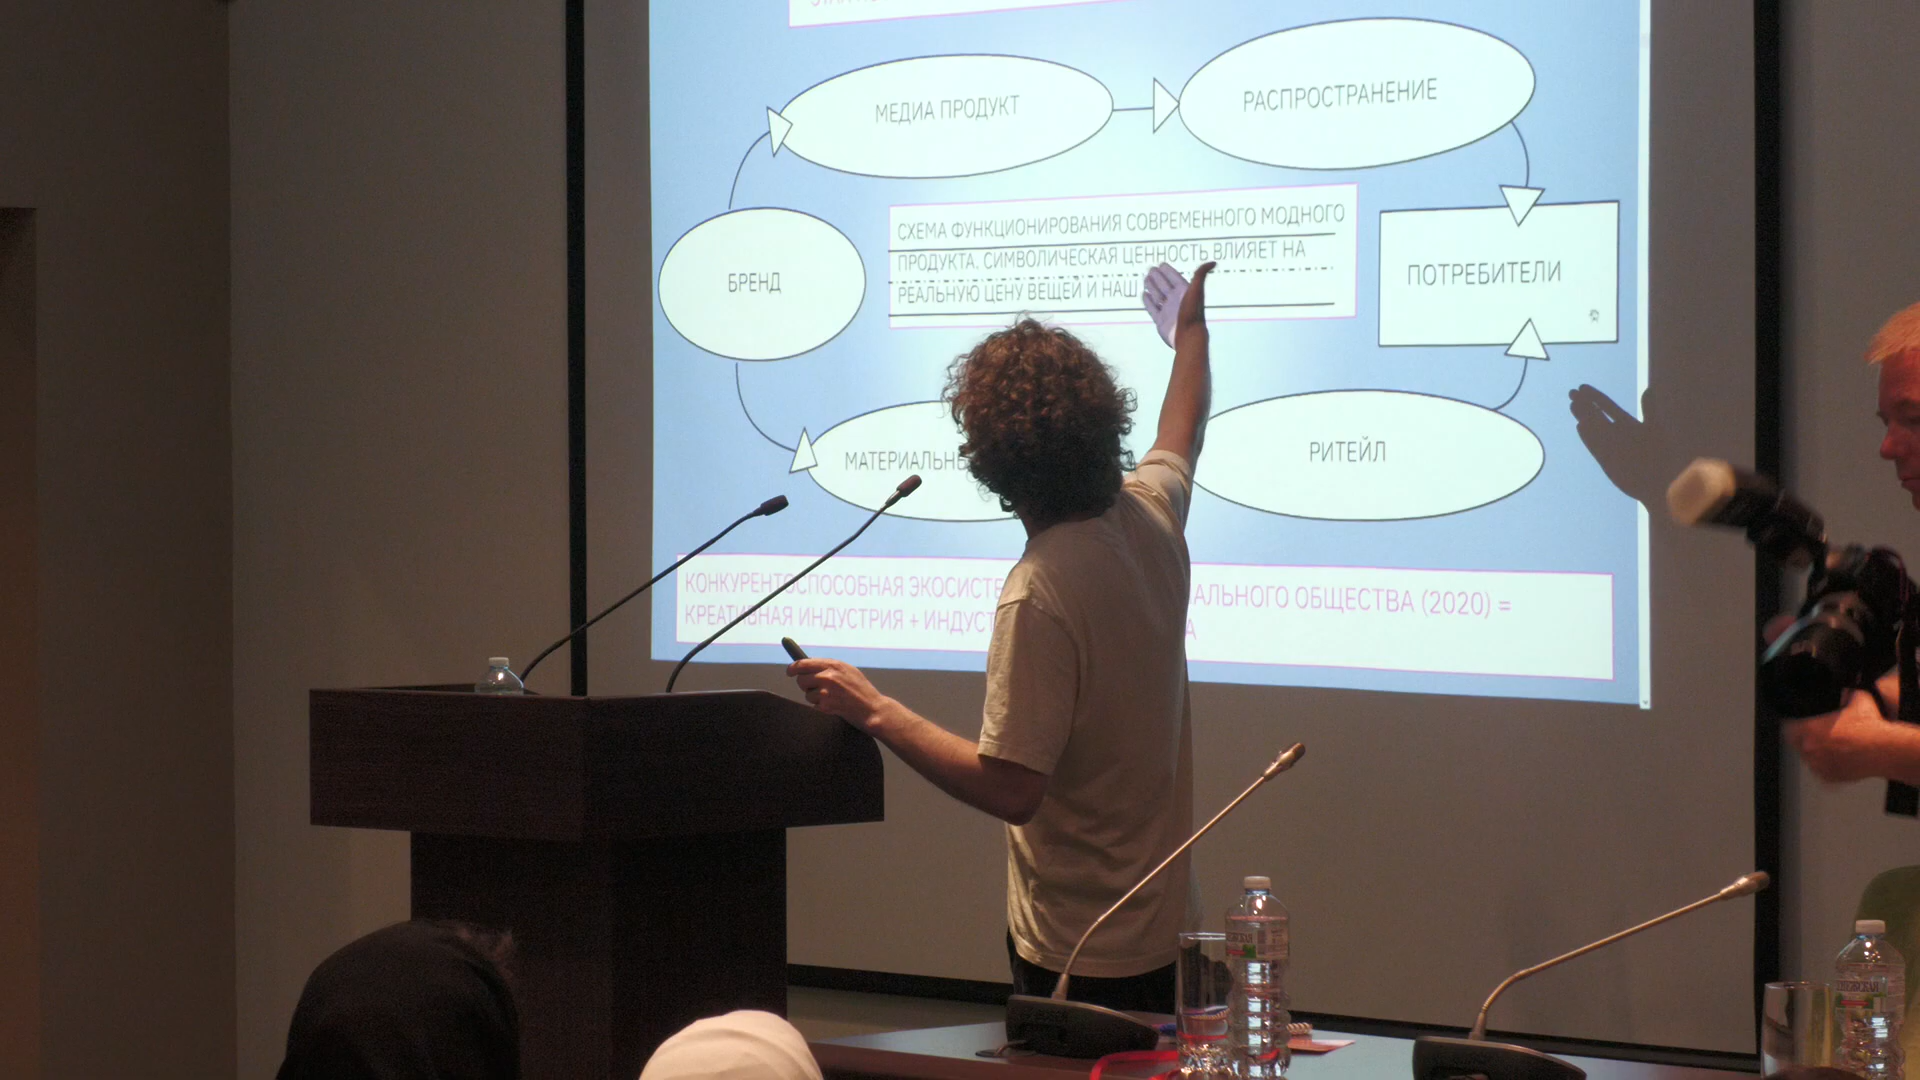 МЕДИА ПРОДУКТ
РАСПРОСТРАНЕНИЕ
БРЕНД
СХЕМА ФУНКЦИОНИРОВАНИЯ СОВРЕМЕННОГО МОДНОГО
ПРОДУКТА. СИМВОЛИЧЕСКАЯ ЦЕННОСТЬ ВЛИЯЕТ НА
РЕАЛЬНУЮ ЦЕНУ ВЕЩЕЙ И НАШ
ПОТРЕБИТЕЛИ
МАТЕРИАЛЬНЫ
РИТЕЙЛ
КОНКУРЕНТОСПОСОБНАЯ ЭКОСИСТЕ АЛЬНОГО ОБЩЕСТВА (2020) =
КРЕАТИВНАЯ ИНДУСТРИЯ + ИНДУСТ А